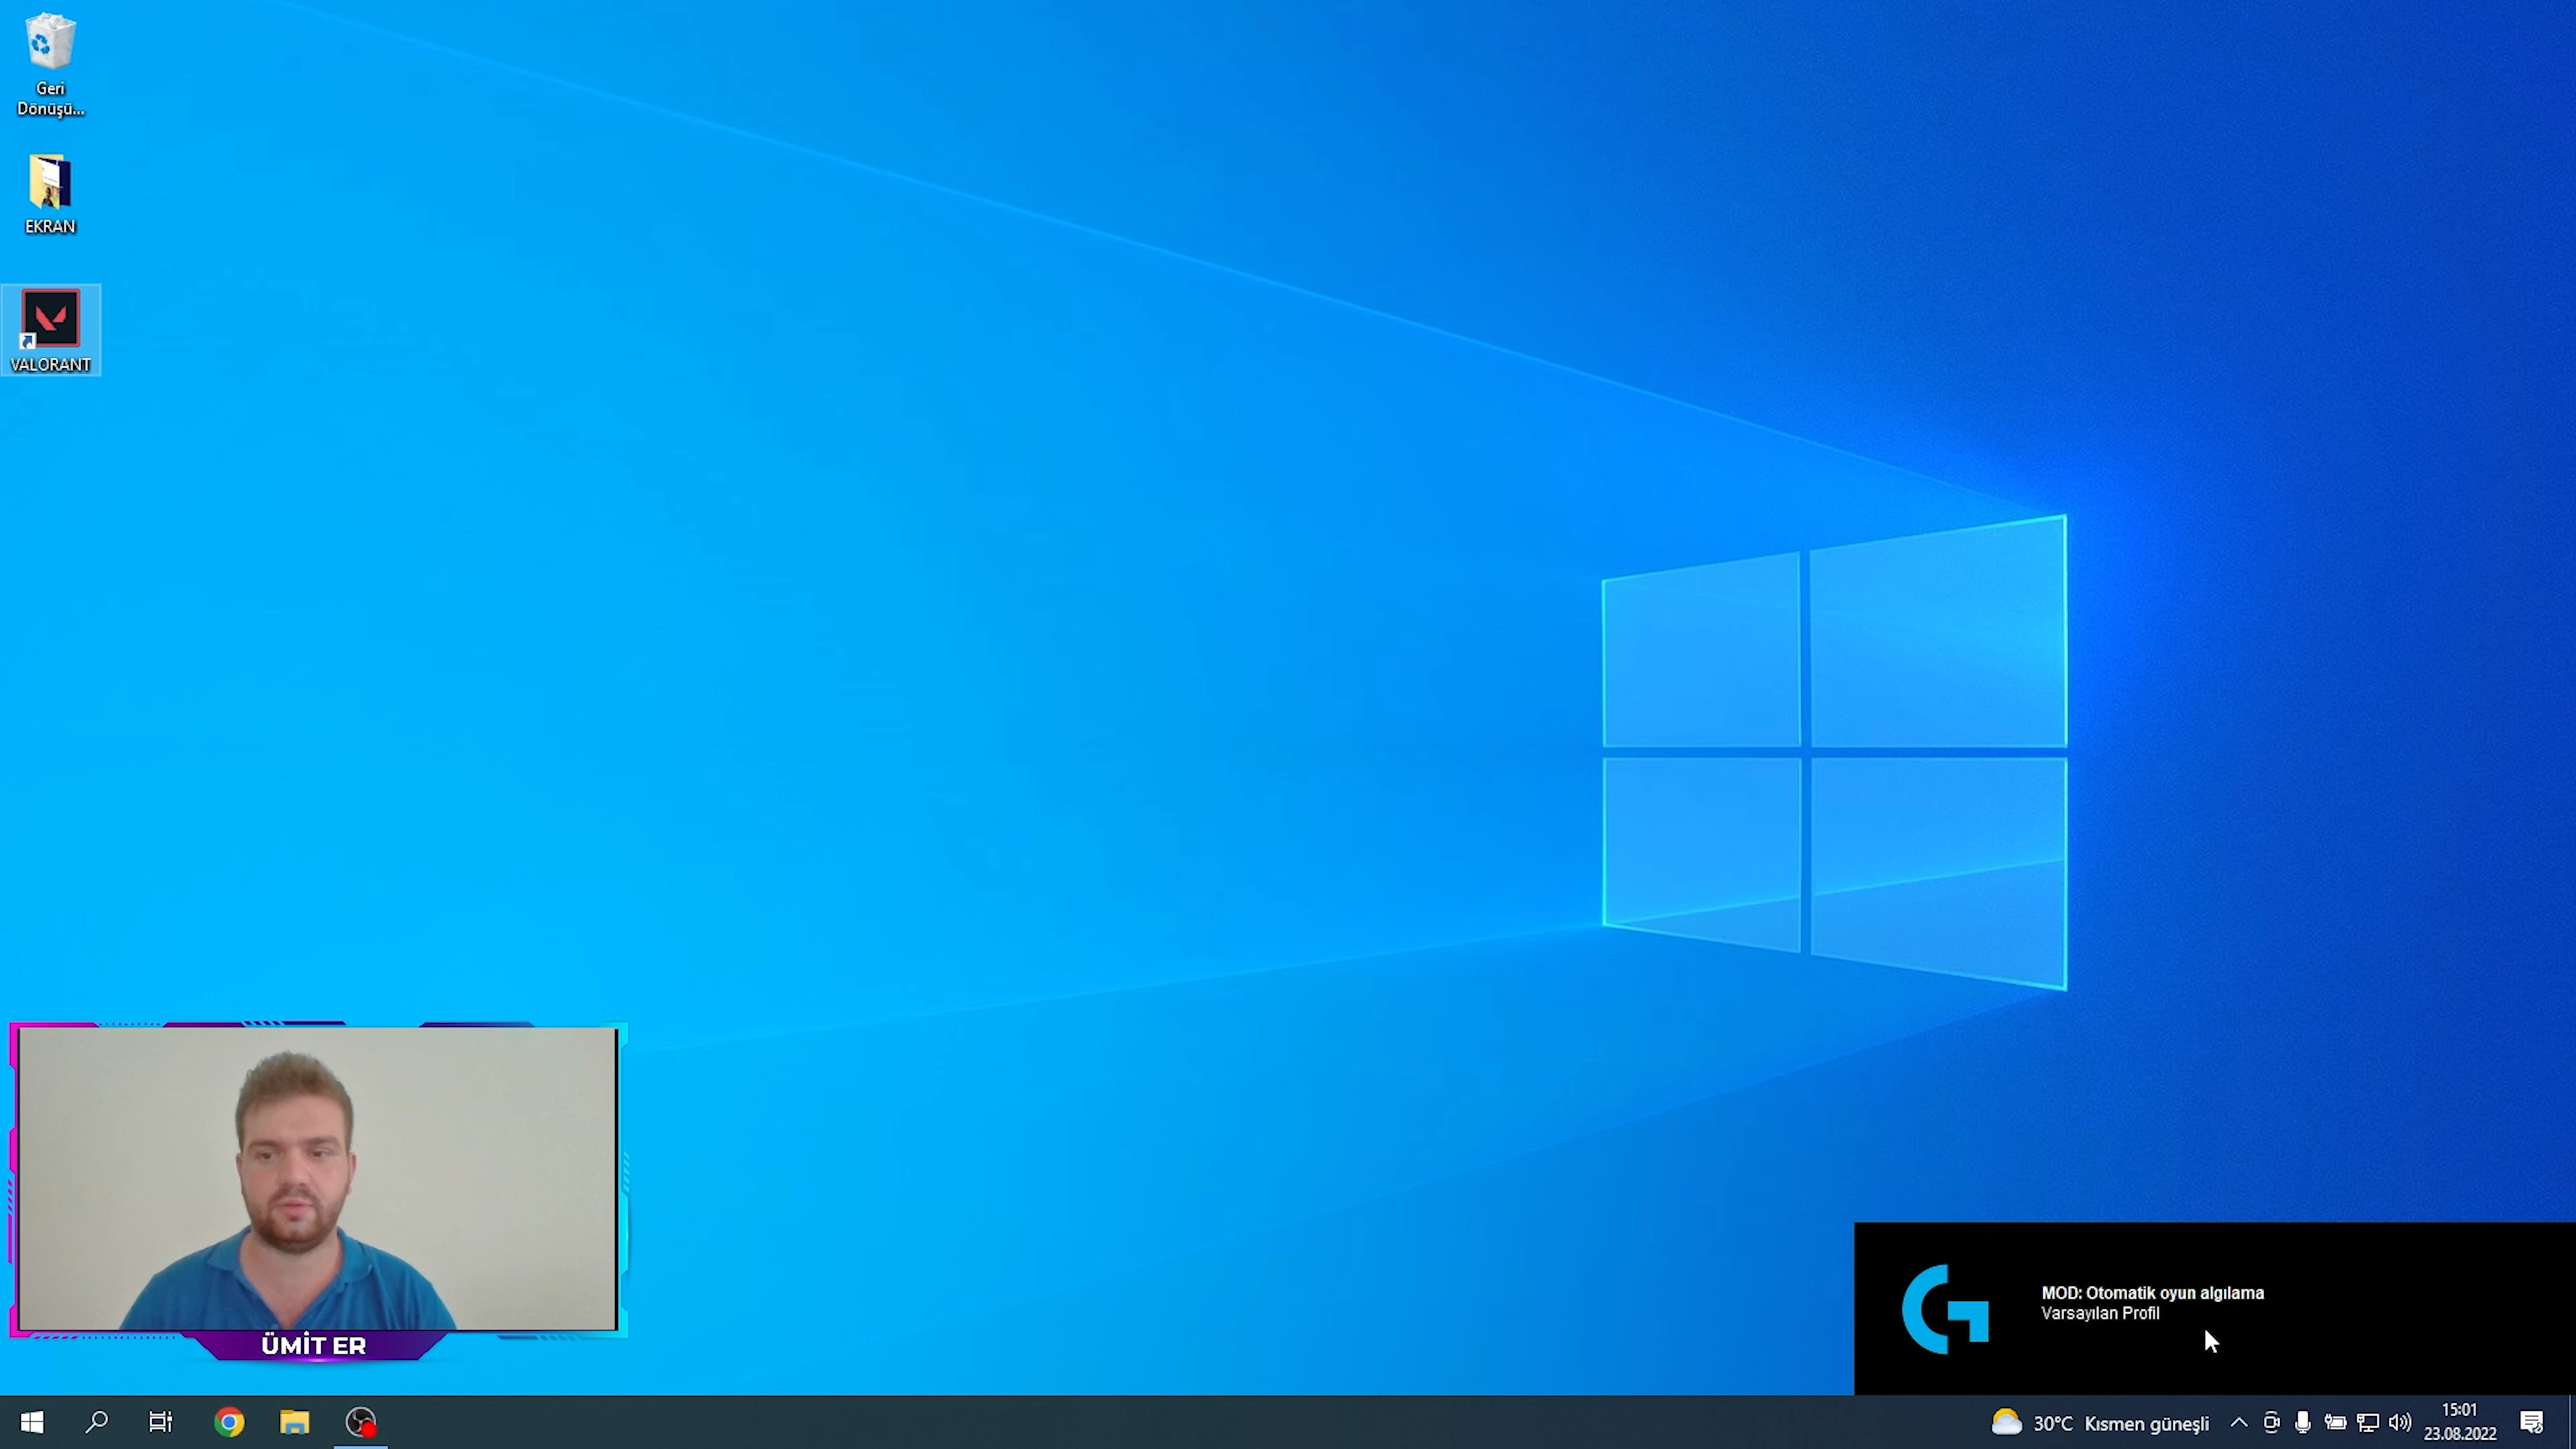 Geri
Dönüşü...
EKRAN
VALORANT
ÜMİT ER
MOD: Otomatik oyun algılama
Varsayılan Profil
30°C Kısmen güneşli
15:01
23.08.2022